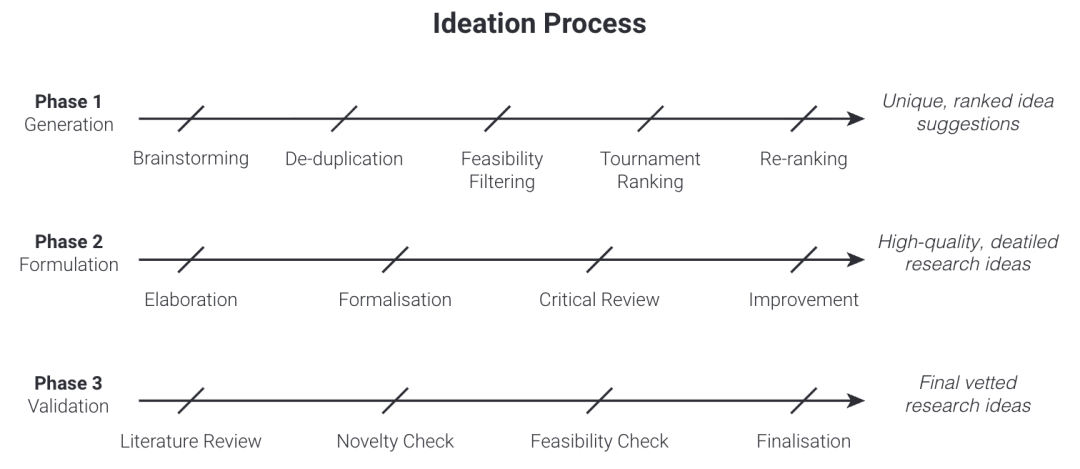 Ideation Process
Phase 1
Generation
Brainstorming
De-duplication
Feasibility
Filtering
Tournament
Ranking
Re-ranking
Unique, ranked idea
suggestions
Phase 2
Formulation
Elaboration
Formalisation
Critical Review
Improvement
High-quality, deatiled
research ideas
Phase 3
Validation
Literature Review
Novelty Check
Feasibility Check
Finalisation
Final vetted
research ideas